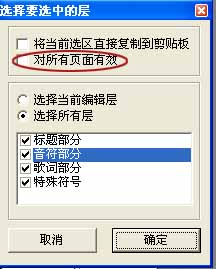 选择要选中的层
将当前选区直接复制到剪贴板
对所有页面有效
选择当前编辑层
选择所有层
标题部分
音符部分
歌词部分
特殊符号
取消
确定